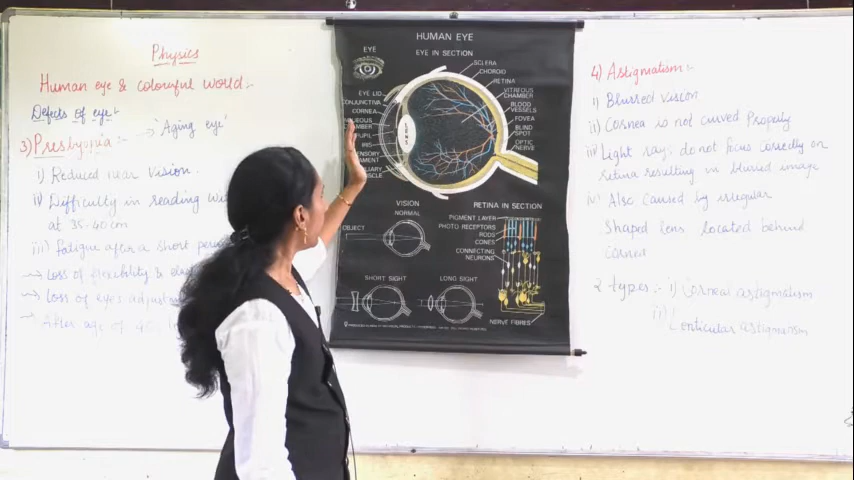 Physics
Human eye & colourful world:-
Defects of eye:-
3) Presbyopia :- → 'Aging eye'
i) Reduced near vision.
ii) Difficulty in reading
at 35-40cm
iii) Fatigue after a short
→ Loss of flexibility &
→ Loss of eyes
→ After age of 40
HUMAN EYE
EYE
EYE IN SECTION
SCLERA
CHOROID
RETINA
VITREOUS
CHAMBER
BLOOD
VESSELS
FOVEA
BLIND
SPOT
OPTIC
NERVE
EYE LID
CONJUNCTIVA
CORNEA
PUPIL
IRIS
LENS
VISION
NORMAL
OBJECT
SHORT SIGHT
LONG SIGHT
RETINA IN SECTION
PIGMENT LAYER
PHOTO RECEPTORS
RODS
CONES
CONNECTING
NEURONS
NERVE FIBRES
4) Astigmatism:-
i) Blurred vision
ii) Cornea is not curved Properly
iii) Light rays do not focus correctly on
retina resulting in blured image
iv) Also caused by irregular
Shaped lens located behind
cornea
2 types :- i) Corneal astigmatism
ii) Lenticular astigmatism